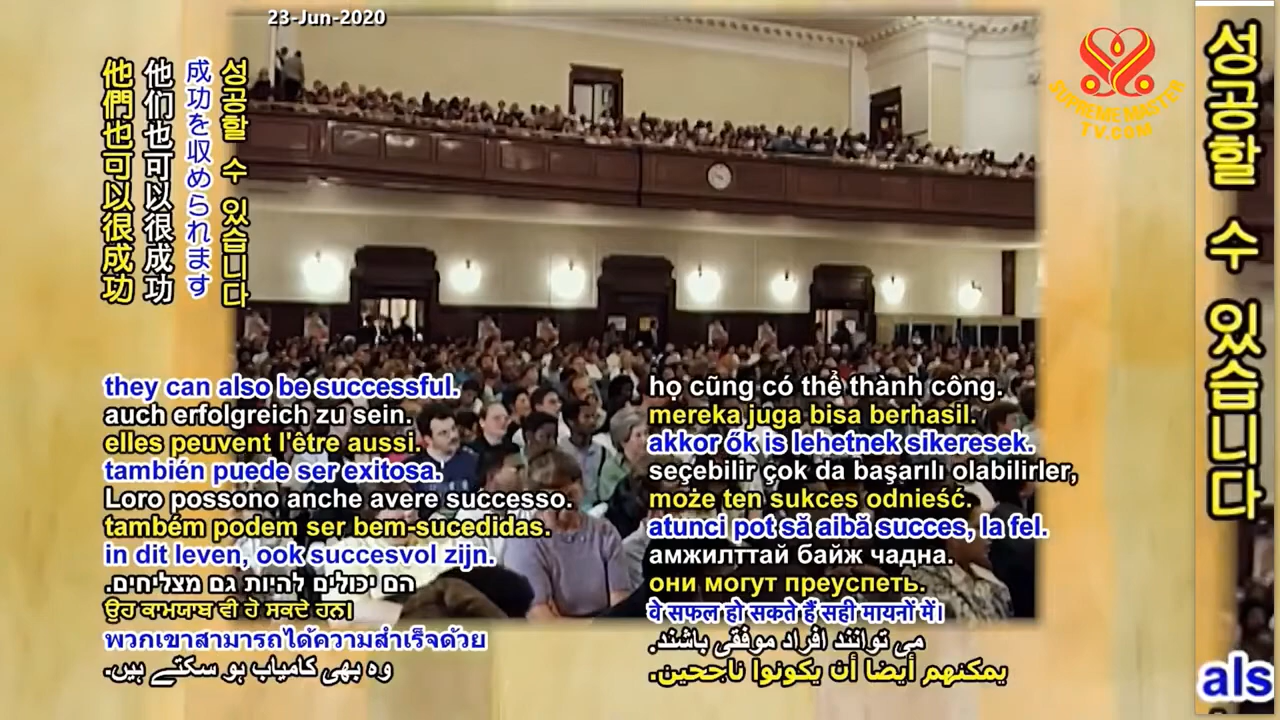 23-Jun-2020
SUPREME MASTER
TV.COM
성공할 수 있습니다
成功を収められます
他们也可以很成功
他們也可以很成功
they can also be successful.
auch erfolgreich zu sein.
elles peuvent l'être aussi.
también puede ser exitosa.
Loro possono anche avere successo.
também podem ser bem-sucedidas.
in dit leven, ook succesvol zijn.
הם יכולים להיות גם מצליחים.
ਉਹ ਕਾਮਯਾਬ ਵੀ ਹੋ ਸਕਦੇ ਹਨ।
พวกเขาสามารถได้ความสำเร็จด้วย
وہ بھی کامیاب ہو سکتے ہیں.
họ cũng có thể thành công.
mereka juga bisa berhasil.
akkor ők is lehetnek sikeresek.
seçebilir çok da başarılı olabilirler,
może ten sukces odnieść.
atunci pot să aibă succes, la fel.
амжилттай байж чадна.
они могут преуспеть.
वे सफल हो सकते हैं सही मायनों में।
می توانند افراد موفقی باشند.
يمكنهم أيضا أن يكونوا ناجحين.
성공할 수 있습니다
als